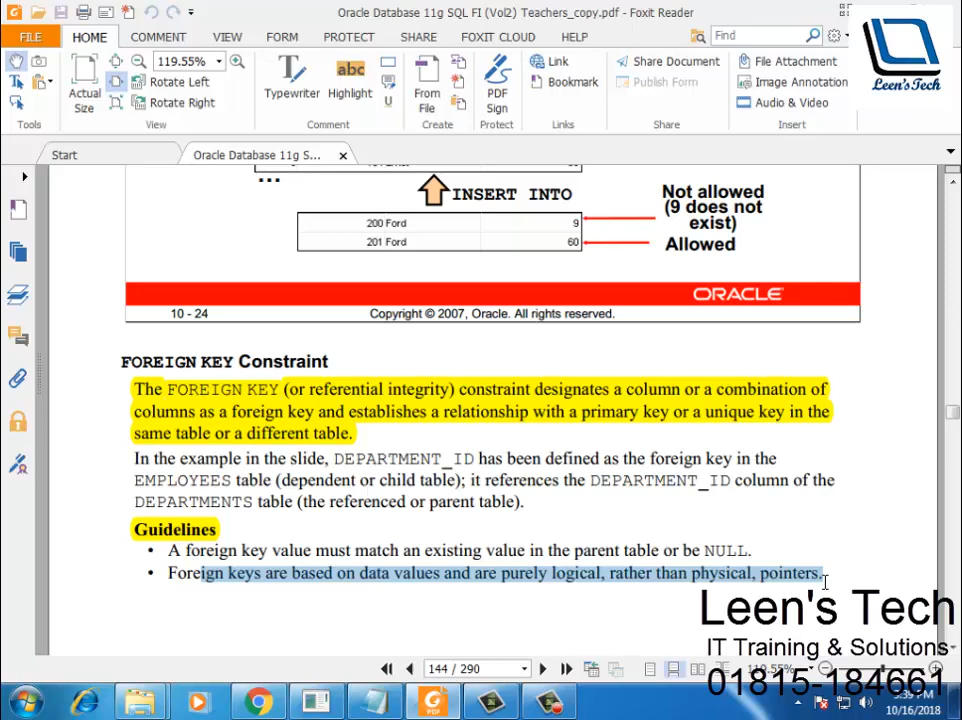 Oracle Database 11g SQL FI (Vol2) Teachers_copy.pdf - Foxit Reader
FILE HOME COMMENT VIEW FORM PROTECT SHARE FOXIT CLOUD HELP Find
Leen'sTech
Actual Size
119.55%
Rotate Left
Rotate Right
Typewriter
Highlight
From File
PDF Sign
Link
Bookmark
Share Document
Publish Form
File Attachment
Image Annotation
Audio & Video
Tools View Comment Create Protect Links Share Insert
Start Oracle Database 11g S...
...
INSERT INTO
Not allowed
(9 does not
exist)
200 Ford 9
201 Ford 60
Allowed
ORACLE
10 - 24 Copyright © 2007, Oracle. All rights reserved.
FOREIGN KEY Constraint
The FOREIGN KEY (or referential integrity) constraint designates a column or a combination of
columns as a foreign key and establishes a relationship with a primary key or a unique key in the
same table or a different table.
In the example in the slide, DEPARTMENT_ID has been defined as the foreign key in the
EMPLOYEES table (dependent or child table); it references the DEPARTMENT_ID column of the
DEPARTMENTS table (the referenced or parent table).
Guidelines
• A foreign key value must match an existing value in the parent table or be NULL.
• Foreign keys are based on data values and are purely logical, rather than physical, pointers.
Leen's Tech
IT Training & Solutions
01815-184661
144 / 290
119.55%
10/16/2018